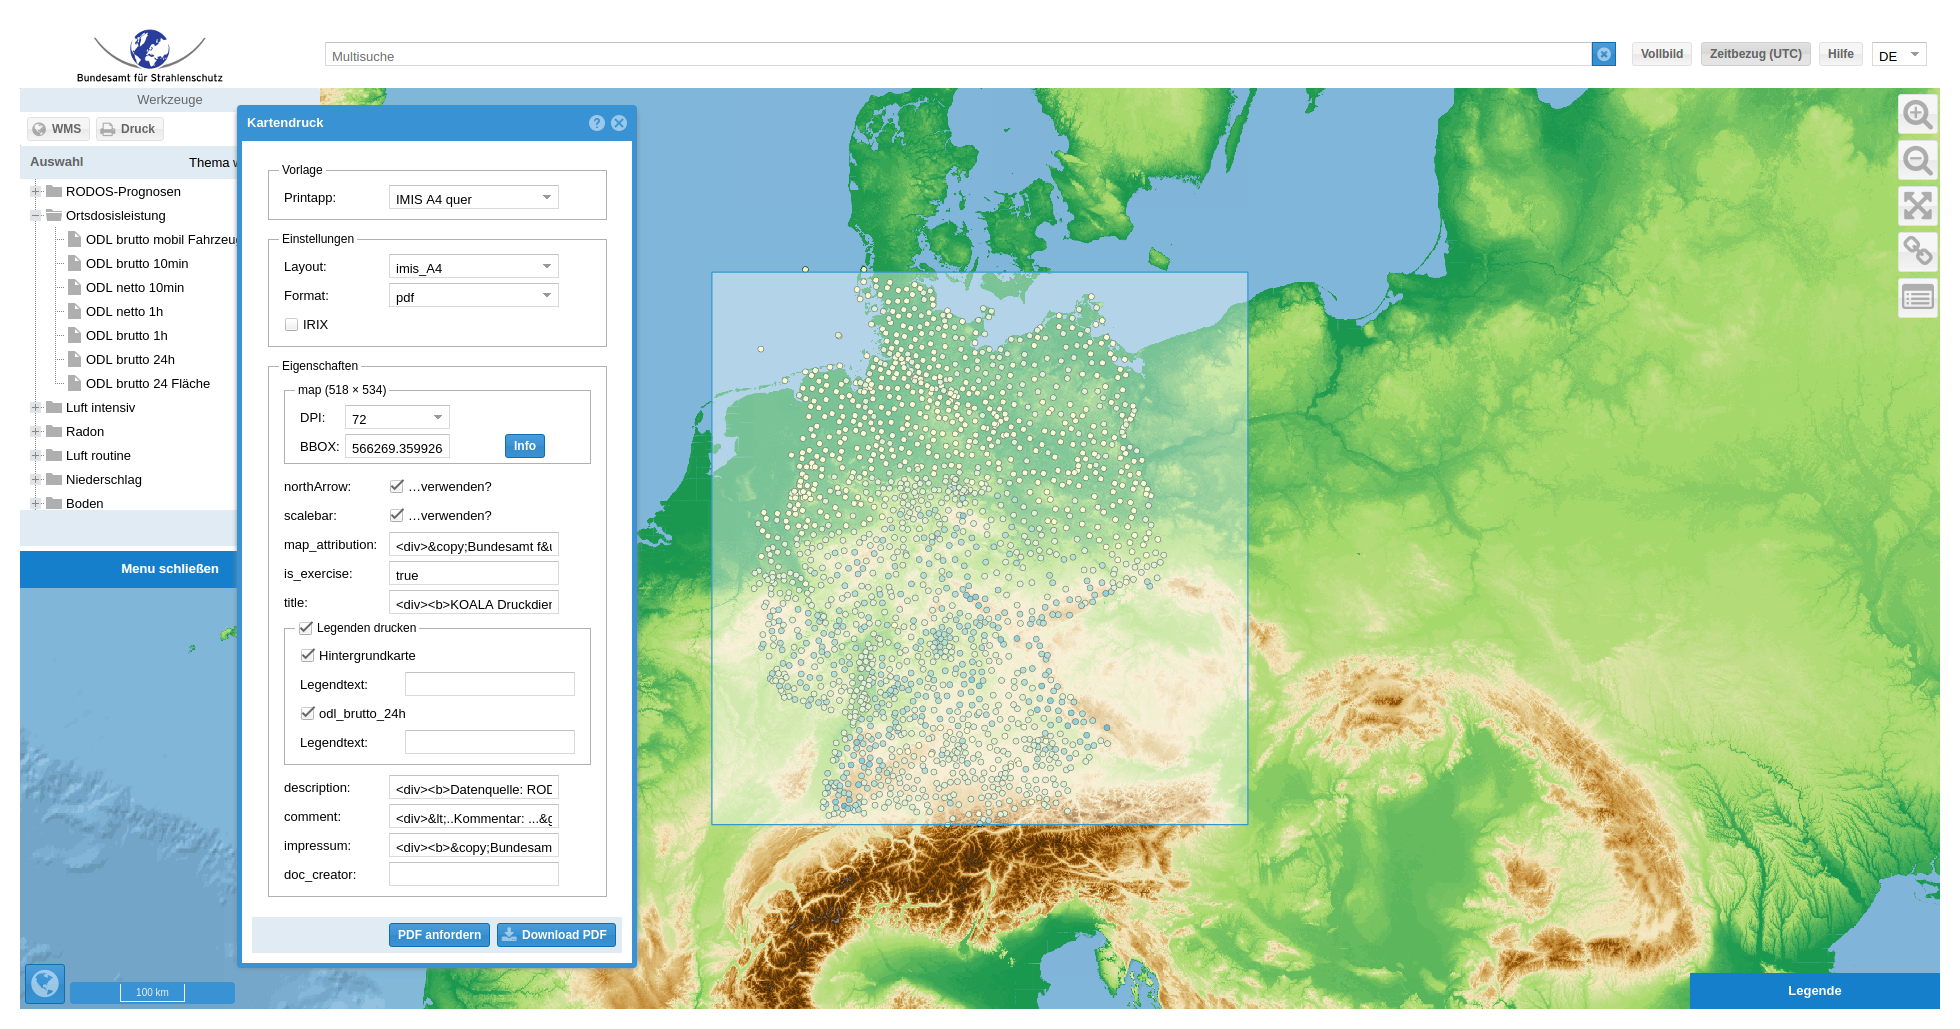 Bundesamt für Strahlenschutz
Multisuche
Vollbild
Zeitbezug (UTC)
Hilfe
DE
Werkzeuge
WMS
Druck
Auswahl
Thema
RODOS-Prognosen
Ortsdosisleistung
ODL brutto mobil Fahrzeug
ODL brutto 10min
ODL netto 10min
ODL netto 1h
ODL brutto 1h
ODL brutto 24h
ODL brutto 24 Fläche
Luft intensiv
Radon
Luft routine
Niederschlag
Boden
Menu schließen
Kartendruck
Vorlage
Printapp: IMIS A4 quer
Einstellungen
Layout: imis_A4
Format: pdf
IRIX
Eigenschaften
map (518 × 534)
DPI: 72
BBOX: 566269.359926
Info
northArrow: …verwenden?
scalebar: …verwenden?
map_attribution: <div>&copy;Bundesamt f&u
is_exercise: true
title: <div><b>KOALA Druckdier
Legenden drucken
Hintergrundkarte
Legendtext:
odl_brutto_24h
Legendtext:
description: <div><b>Datenquelle: ROD
comment: <div>&lt;..Kommentar: ...&g
impressum: <div><b>&copy;Bundesam
doc_creator:
PDF anfordern
Download PDF
100 km
Legende